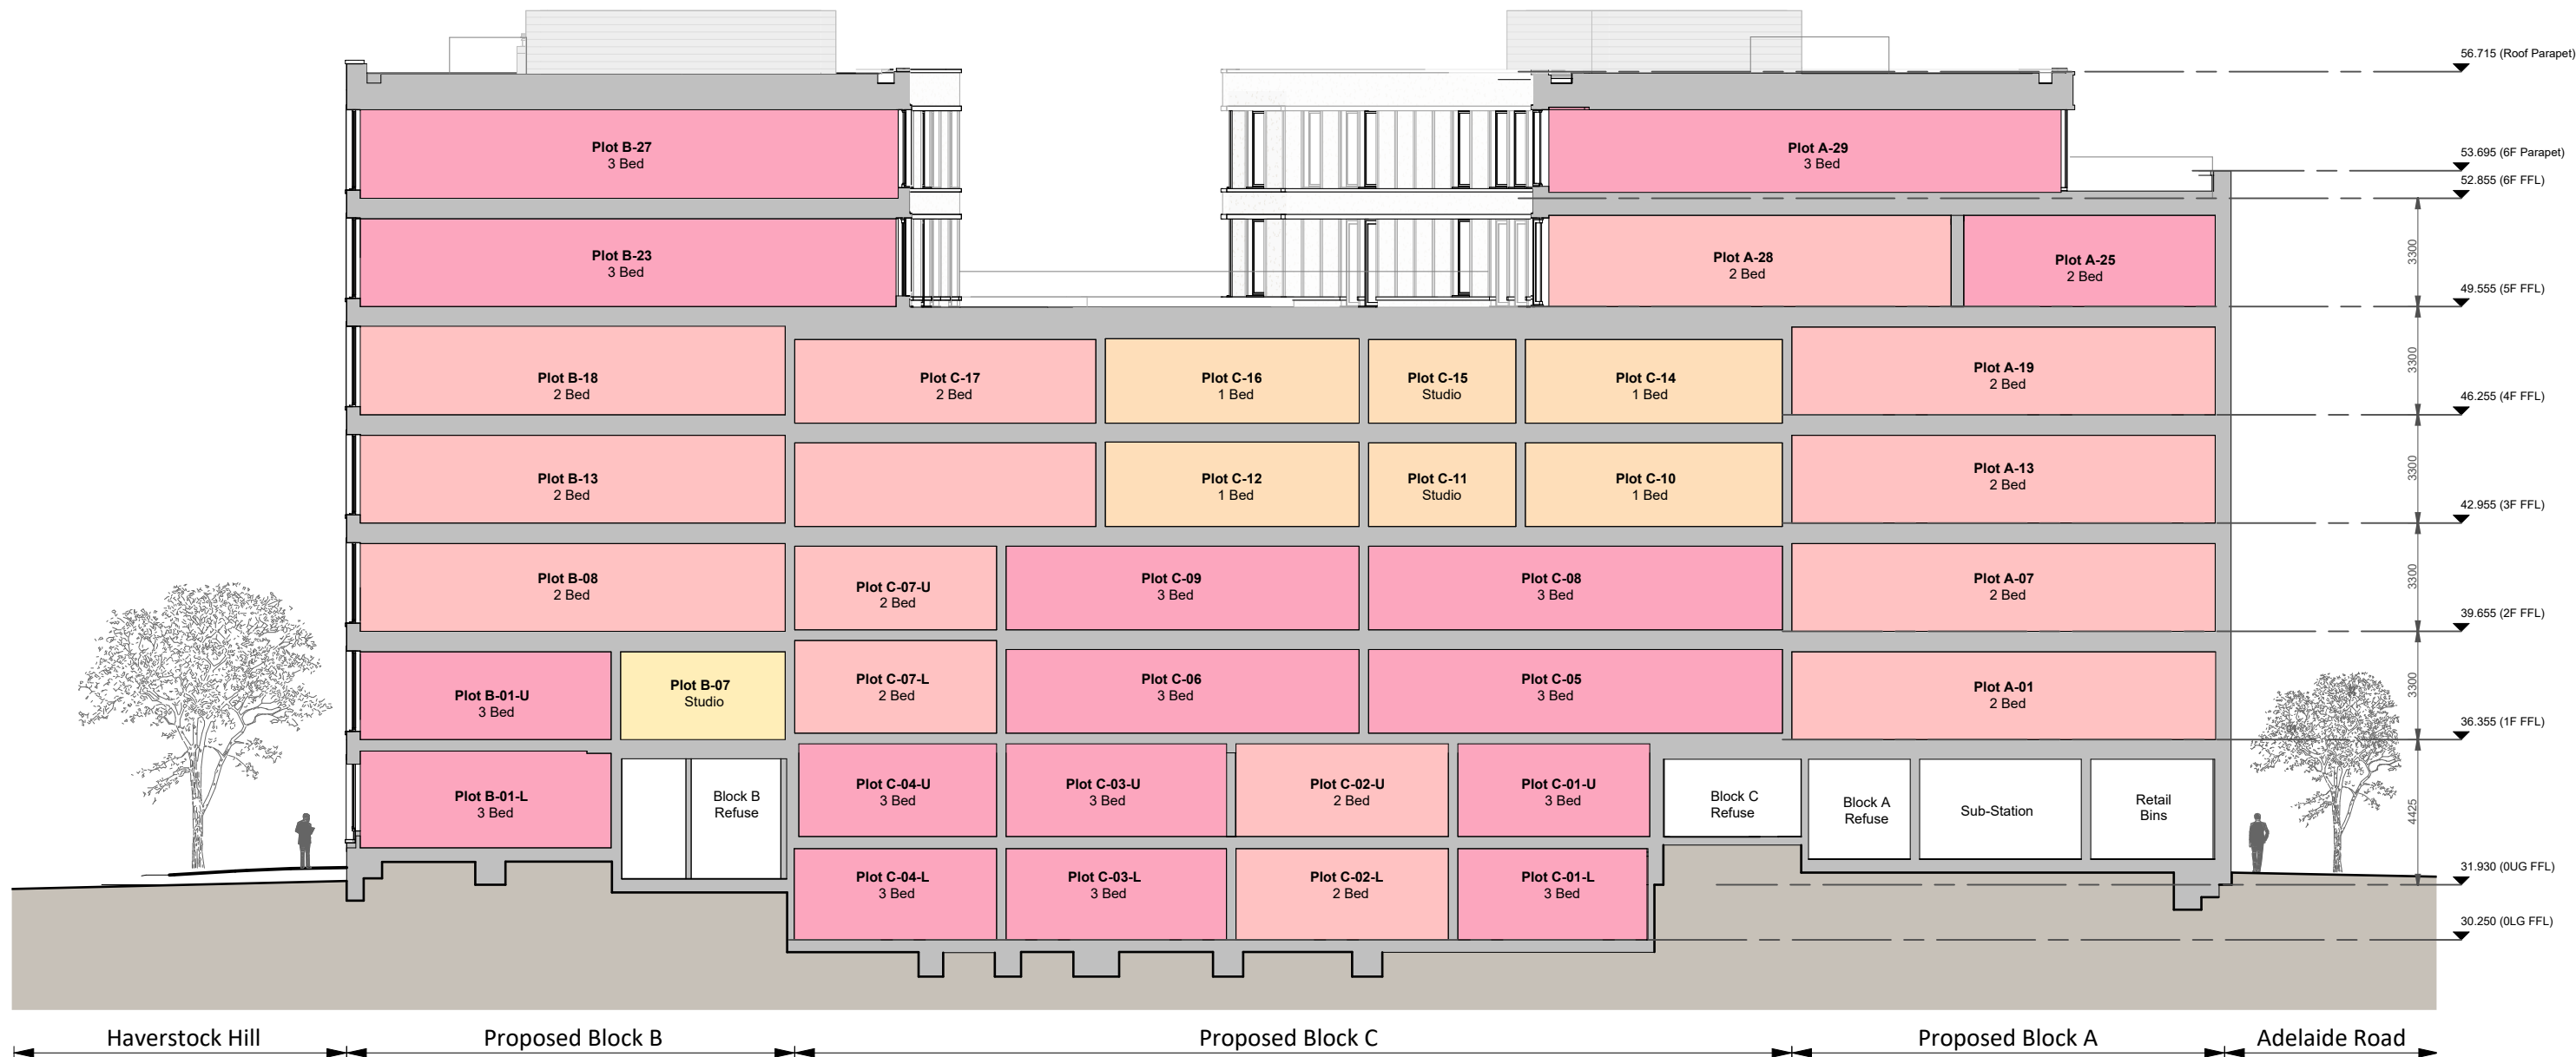 56.715 (Roof Parapet)
Plot B-27
3 Bed
Plot A-29
3 Bed
53.695 (6F Parapet)
52.855 (6F FFL)
Plot B-23
3 Bed
Plot A-28
2 Bed
Plot A-25
2 Bed
3300
49.555 (5F FFL)
Plot B-18
2 Bed
Plot C-17
2 Bed
Plot C-16
1 Bed
Plot C-15
Studio
Plot C-14
1 Bed
Plot A-19
2 Bed
3300
46.255 (4F FFL)
Plot B-13
2 Bed
Plot C-12
1 Bed
Plot C-11
Studio
Plot C-10
1 Bed
Plot A-13
2 Bed
3300
42.955 (3F FFL)
Plot B-08
2 Bed
Plot C-07-U
2 Bed
Plot C-09
3 Bed
Plot C-08
3 Bed
Plot A-07
2 Bed
3300
39.655 (2F FFL)
Plot B-01-U
3 Bed
Plot B-07
Studio
Plot C-07-L
2 Bed
Plot C-06
3 Bed
Plot C-05
3 Bed
Plot A-01
2 Bed
3300
36.355 (1F FFL)
Plot B-01-L
3 Bed
Block B
Refuse
Plot C-04-U
3 Bed
Plot C-03-U
3 Bed
Plot C-02-U
2 Bed
Plot C-01-U
3 Bed
Block C
Refuse
Block A
Refuse
Sub-Station
Retail
Bins
4425
31.930 (0UG FFL)
Plot C-04-L
3 Bed
Plot C-03-L
3 Bed
Plot C-02-L
2 Bed
Plot C-01-L
3 Bed
30.250 (0LG FFL)
Haverstock Hill
Proposed Block B
Proposed Block C
Proposed Block A
Adelaide Road